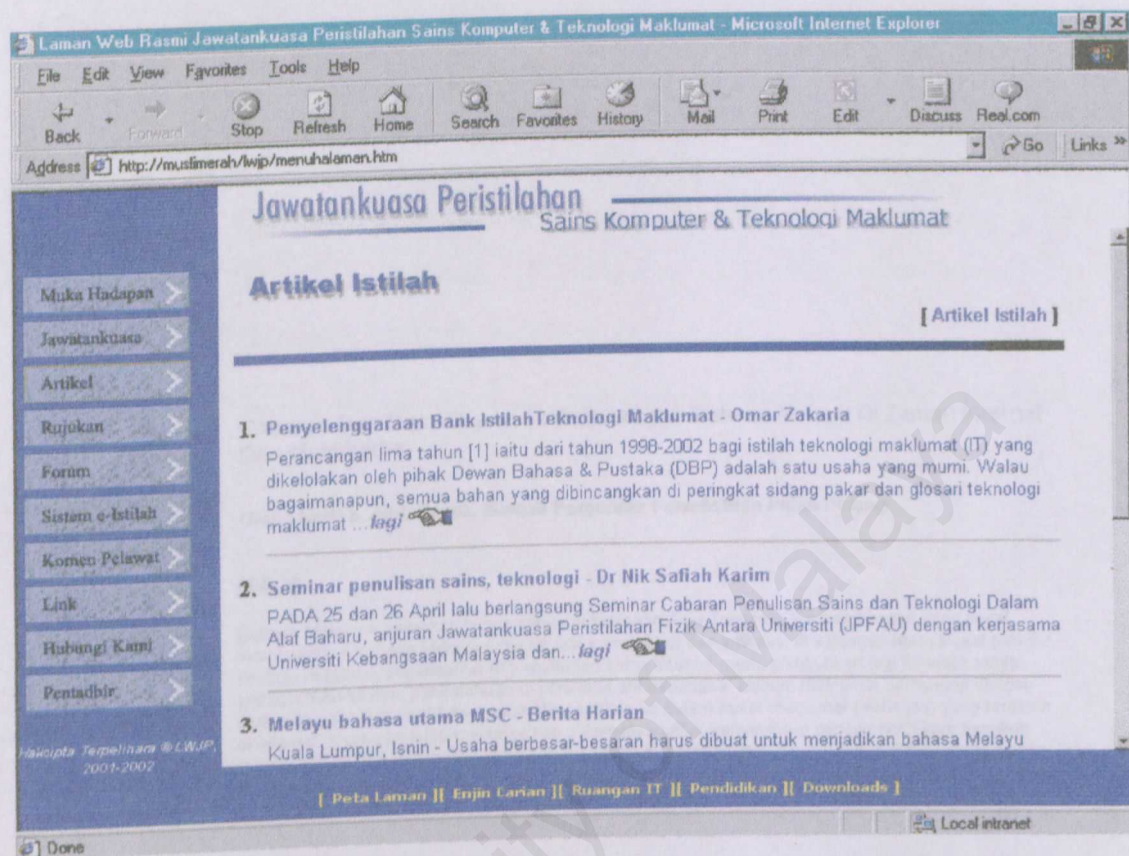 Laman Web Rasmi Jawatankuasa Peristilahan Sains Komputer & Teknologi Maklumat - Microsoft Internet Explorer
File Edit View Favorites Tools Help
Back Forward Stop Refresh Home Search Favorites History Mail Print Edit Discuss Real.com
Address http://muslimerah/lwjp/menuhalaman.htm Go Links »
Jawatankuasa Peristilahan
Sains Komputer & Teknologi Maklumat
Muka Hadapan
Jawatankuasa
Artikel
Rujukan
Forum
Sistem e-Istilah
Komen Pelawat
Link
Hubungi Kami
Pentadbir
Hakcipta Terpelihara © LWJP,
2001-2002
Artikel Istilah
[ Artikel Istilah ]
1. Penyelenggaraan Bank IstilahTeknologi Maklumat - Omar Zakaria
Perancangan lima tahun [1] iaitu dari tahun 1998-2002 bagi istilah teknologi maklumat (IT) yang
dikelolakan oleh pihak Dewan Bahasa & Pustaka (DBP) adalah satu usaha yang murni. Walau
bagaimanapun, semua bahan yang dibincangkan di peringkat sidang pakar dan glosari teknologi
maklumat ...lagi
2. Seminar penulisan sains, teknologi - Dr Nik Safiah Karim
PADA 25 dan 26 April lalu berlangsung Seminar Cabaran Penulisan Sains dan Teknologi Dalam
Alaf Baharu, anjuran Jawatankuasa Peristilahan Fizik Antara Universiti (JPFAU) dengan kerjasama
Universiti Kebangsaan Malaysia dan...lagi
3. Melayu bahasa utama MSC - Berita Harian
Kuala Lumpur, Isnin - Usaha berbesar-besaran harus dibuat untuk menjadikan bahasa Melayu
[ Peta Laman ][ Enjin Carian ][ Ruangan IT ][ Pendidikan ][ Downloads ]
Done Local intranet
University of Malaya